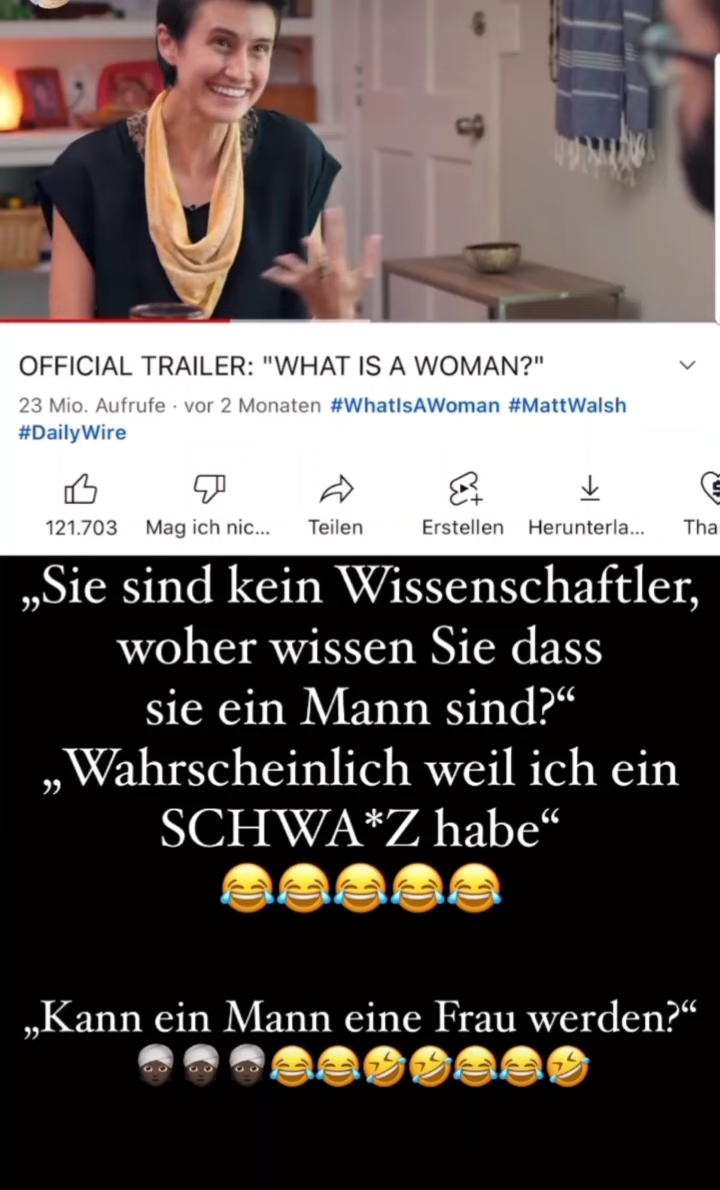 OFFICIAL TRAILER: "WHAT IS A WOMAN?"
23 Mio. Aufrufe · vor 2 Monaten #WhatIsAWoman #MattWalsh
#DailyWire
121.703 Mag ich nic... Teilen Erstellen Herunterla... Tha
„Sie sind kein Wissenschaftler,
woher wissen Sie dass
sie ein Mann sind?“
„Wahrscheinlich weil ich ein
SCHWA*Z habe“
😂😂😂😂😂
„Kann ein Mann eine Frau werden?“
👳🏿‍♀️👳🏿‍♀️👳🏿‍♀️😂😂🤣🤣😂😂🤣